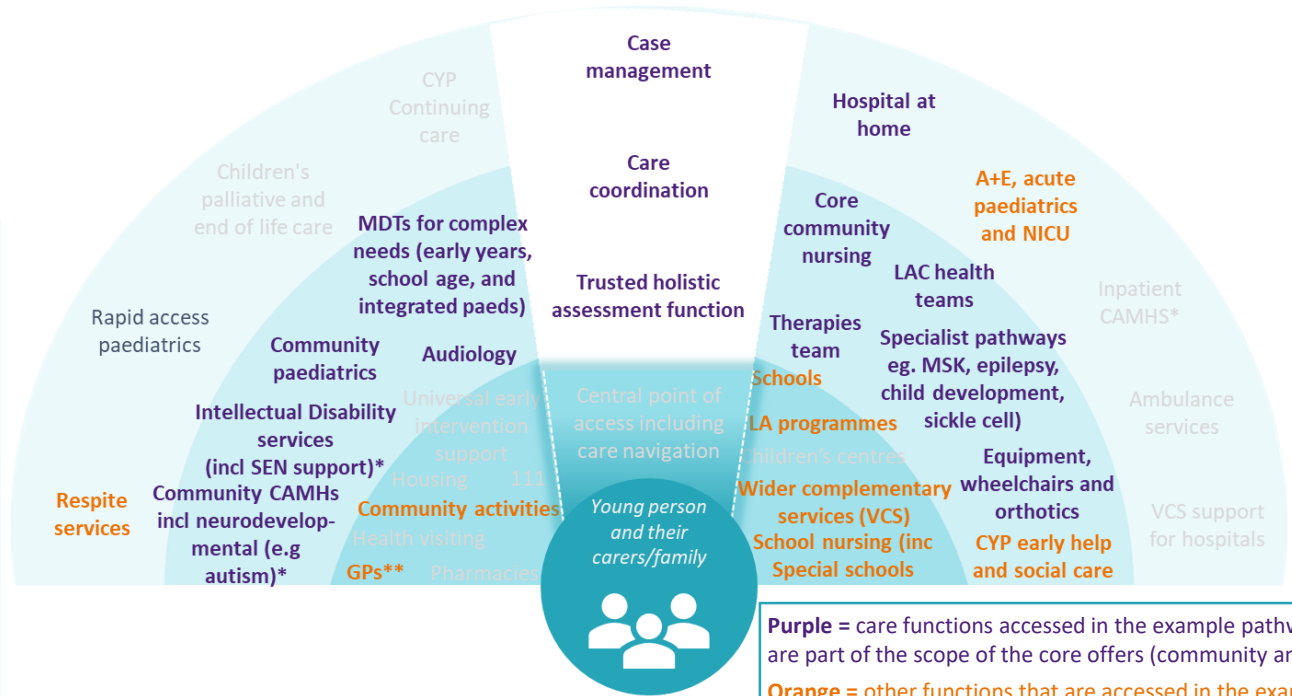 Case
management
CYP
Continuing
care
Hospital at
home
Children's
palliative and
end of life care
Care
coordination
A+E, acute
paediatrics
and NICU
MDTs for complex
needs (early years,
school age, and
integrated paeds)
Core
community
nursing
Trusted holistic
assessment function
LAC health
teams
Inpatient
CAMHS*
Rapid access
paediatrics
Community
paediatrics
Audiology
Therapies
team
Specialist pathways
eg. MSK, epilepsy,
child development,
sickle cell)
Schools
Universal early
intervention
support
Central point of
access including
care navigation
LA programmes
Ambulance
services
Intellectual Disability
services
(incl SEN support)*
Children's centres
Housing 111
Equipment,
wheelchairs and
orthotics
Respite
services
Community CAMHs
incl neurodevelop-
mental (e.g
autism)*
Community activities
Wider complementary
services (VCS)
VCS support
for hospitals
Health visiting
Young person
and their
carers/family
School nursing (inc
Special schools
CYP early help
and social care
GPs**
Pharmacies
Purple = care functions accessed in the example pathw
are part of the scope of the core offers (community an
Orange = other functions that are accessed in the exam